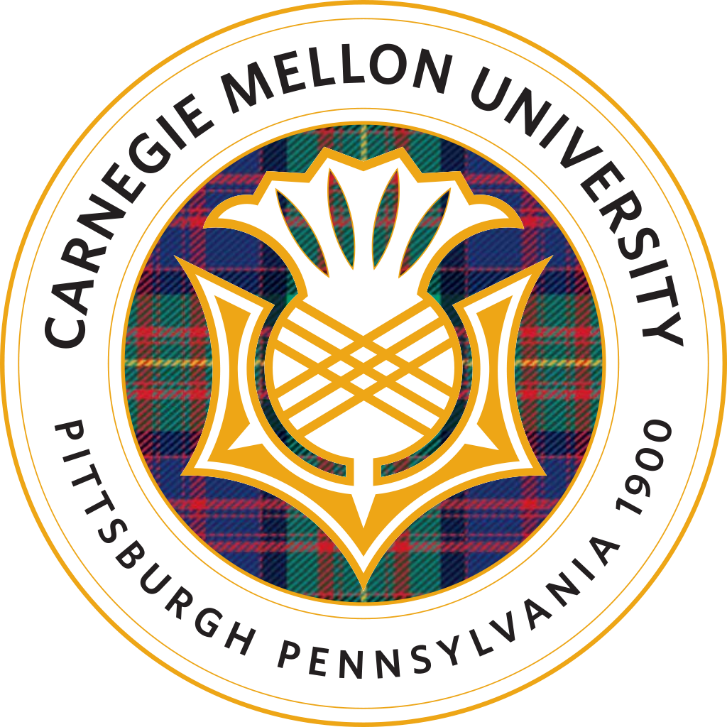 CARNEGIE MELLON UNIVERSITY
PITTSBURGH PENNSYLVANIA 1900